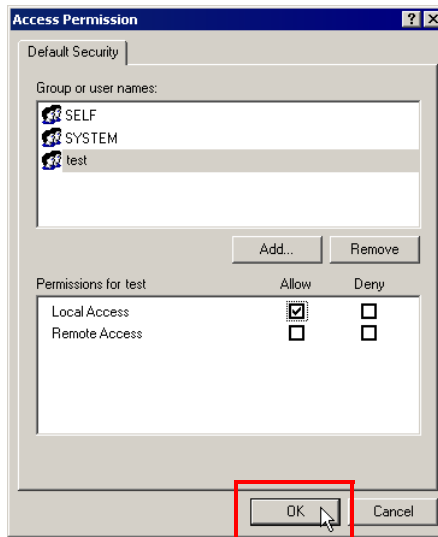 Access Permission
Default Security
Group or user names:
SELF
SYSTEM
test
Add... Remove
Permissions for test Allow Deny
Local Access
Remote Access
OK Cancel